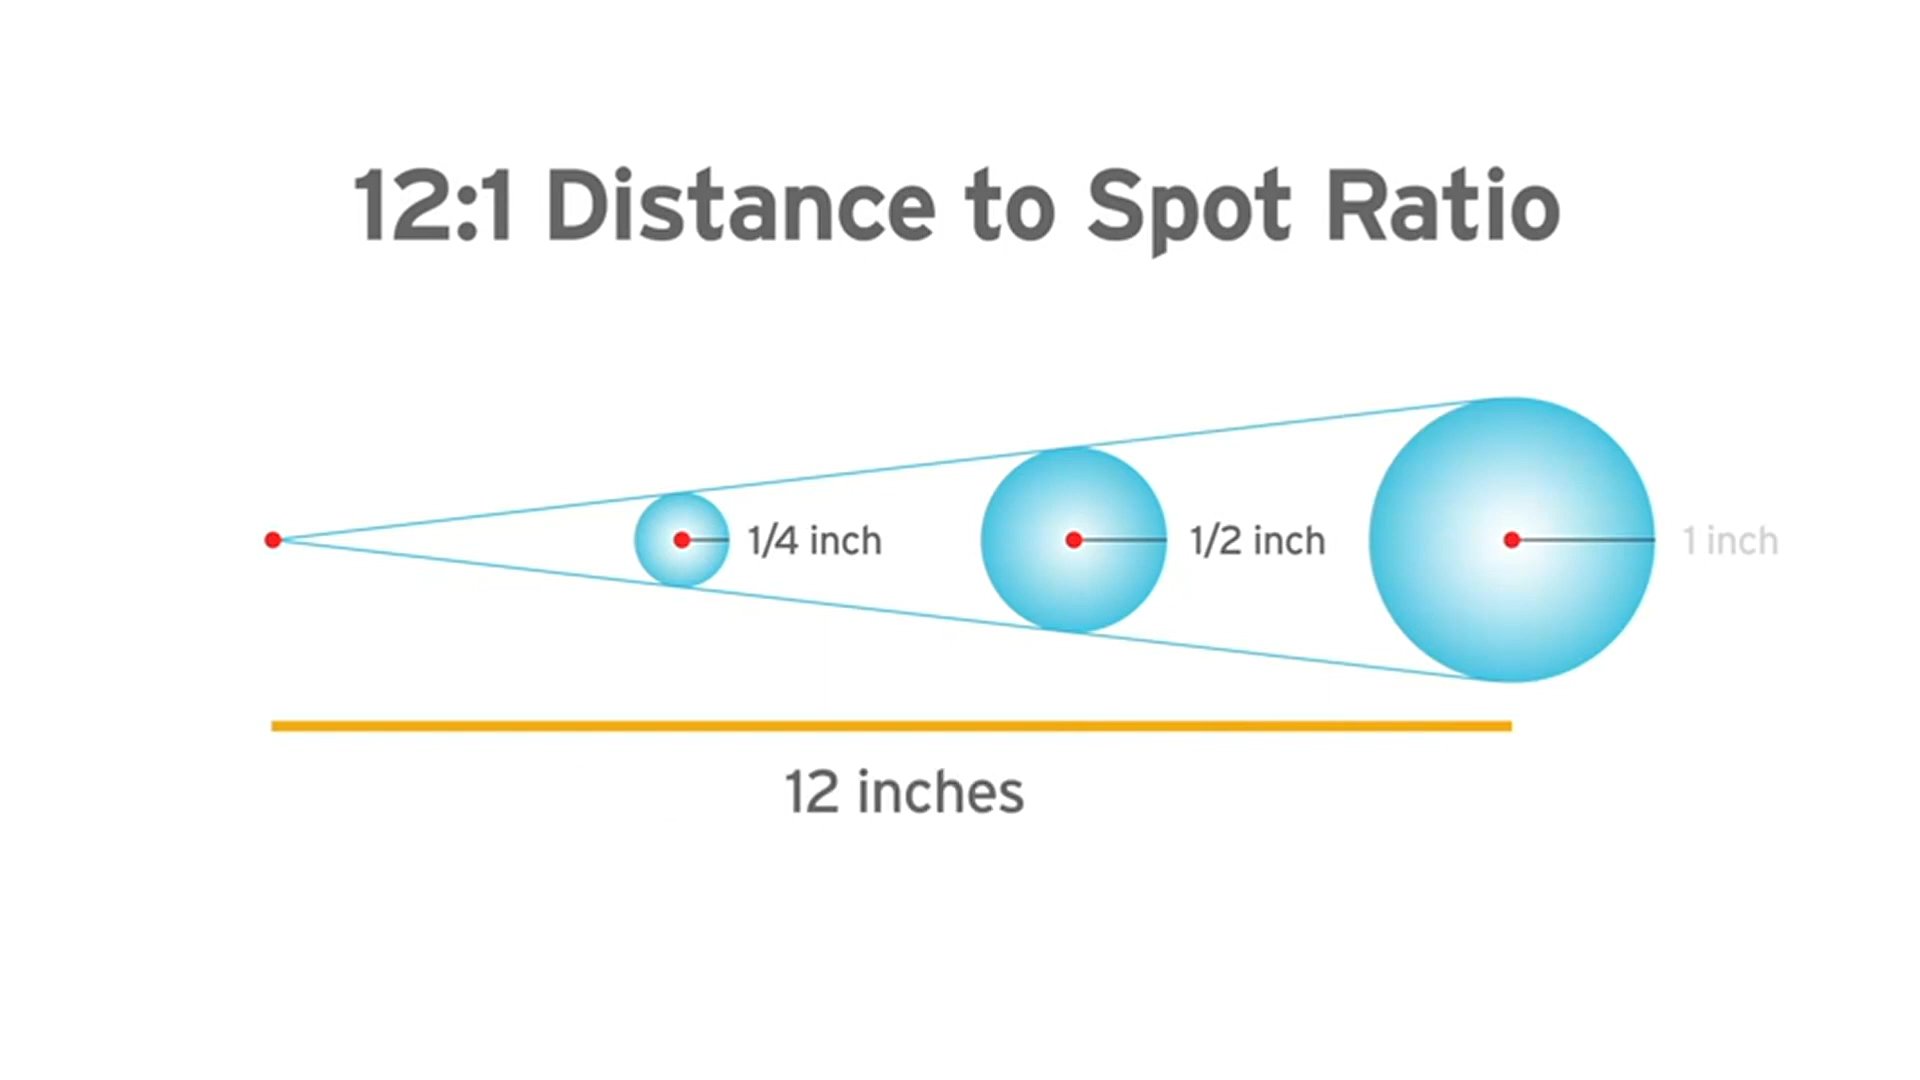 12:1 Distance to Spot Ratio
1/4 inch
1/2 inch
1 inch
12 inches